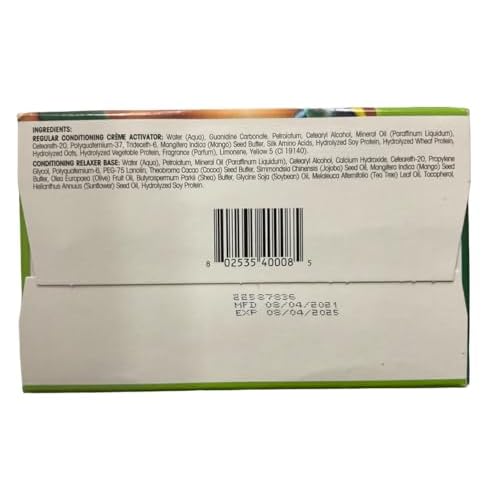 INGREDIENTS:
REGULAR CONDITIONING CRÈME ACTIVATOR: Water (Aqua), Guanidine Carbonate, Petrolatum, Cetearyl Alcohol, Mineral Oil (Paraffinum Liquidum),
Ceteareth-20, Polyquaternium-37, Trideceth-6, Mangifera Indica (Mango) Seed Butter, Silk Amino Acids, Hydrolyzed Soy Protein, Hydrolyzed Wheat Protein,
Hydrolyzed Oats, Hydrolyzed Vegetable Protein, Fragrance (Parfum), Limonene, Yellow 5 (CI 19140).
CONDITIONING RELAXER BASE: Water (Aqua), Petrolatum, Mineral Oil (Paraffinum Liquidum), Cetearyl Alcohol, Calcium Hydroxide, Ceteareth-20, Propylene
Glycol, Polyquaternium-6, PEG-75 Lanolin, Theobroma Cacao (Cocoa) Seed Butter, Simmondsia Chinensis (Jojoba) Seed Oil, Mangifera Indica (Mango) Seed
Butter, Olea Europaea (Olive) Fruit Oil, Butyrospermum Parkii (Shea) Butter, Glycine Soja (Soybean) Oil, Melaleuca Alternifolia (Tea Tree) Leaf Oil, Tocopherol,
Helianthus Annuus (Sunflower) Seed Oil, Hydrolyzed Soy Protein.
8 02535 40008 5
22587836
MFD 08/04/2021
EXP 08/04/2025